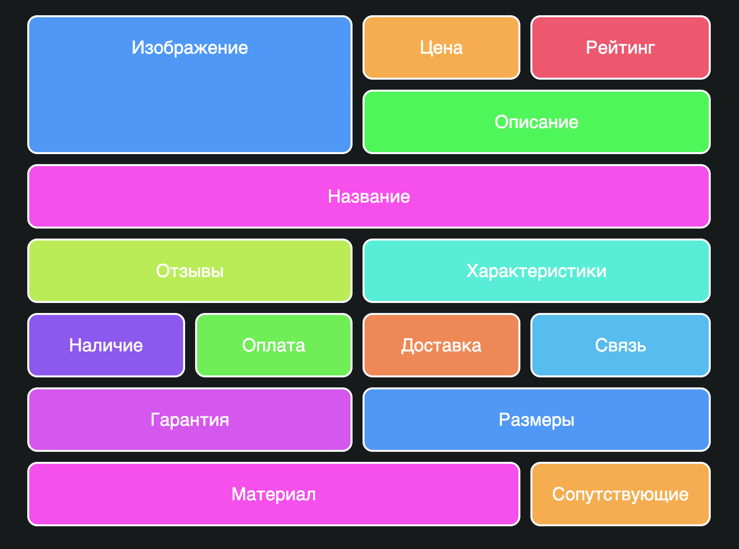 Изображение
Цена
Рейтинг
Описание
Название
Отзывы
Характеристики
Наличие
Оплата
Доставка
Связь
Гарантия
Размеры
Материал
Сопутствующие